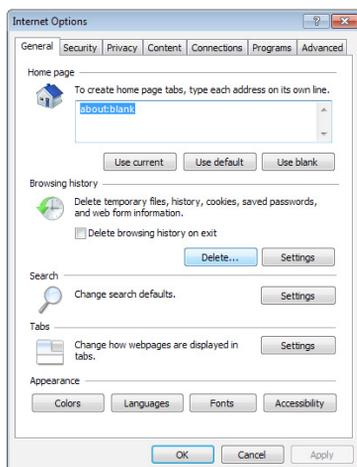 Internet Options
General Security Privacy Content Connections Programs Advanced
Home page
To create home page tabs, type each address on its own line.
about:blank
Use current Use default Use blank
Browsing history
Delete temporary files, history, cookies, saved passwords,
and web form information.
Delete browsing history on exit
Delete... Settings
Search
Change search defaults. Settings
Tabs
Change how webpages are displayed in
tabs.
Settings
Appearance
Colors Languages Fonts Accessibility
OK Cancel Apply